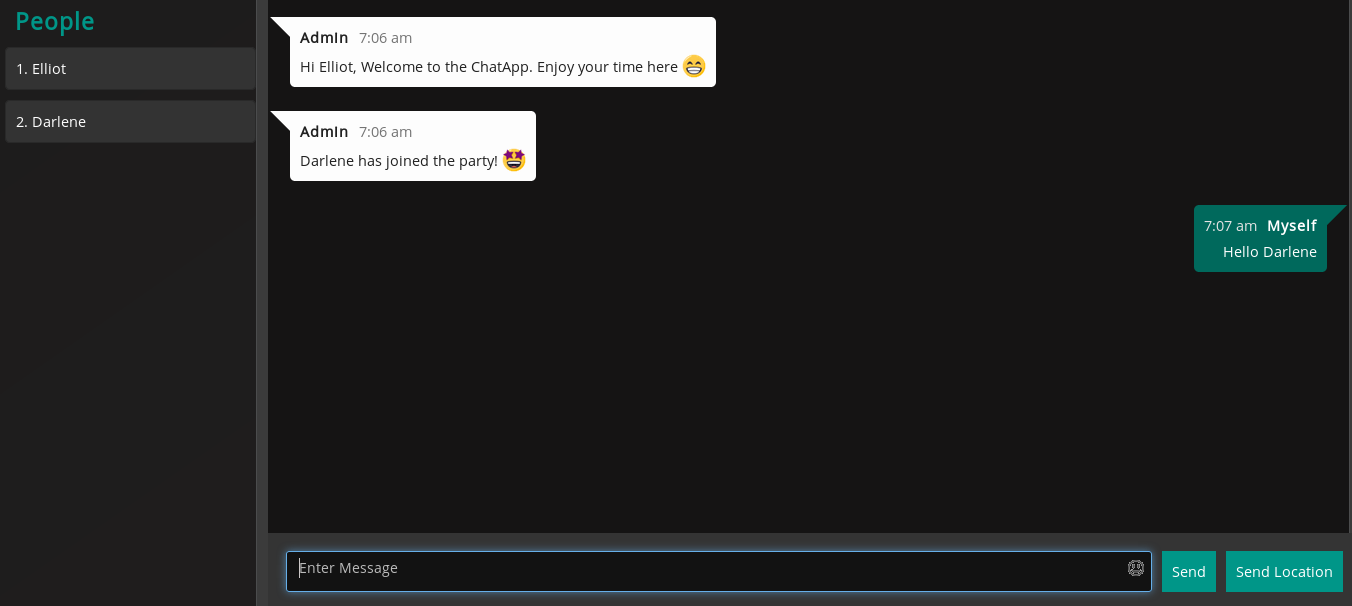 People
1. Elliot
2. Darlene
Admin 7:06 am
Hi Elliot, Welcome to the ChatApp. Enjoy your time here 😁
Admin 7:06 am
Darlene has joined the party! 🤩
7:07 am Myself
Hello Darlene
Enter Message
Send
Send Location